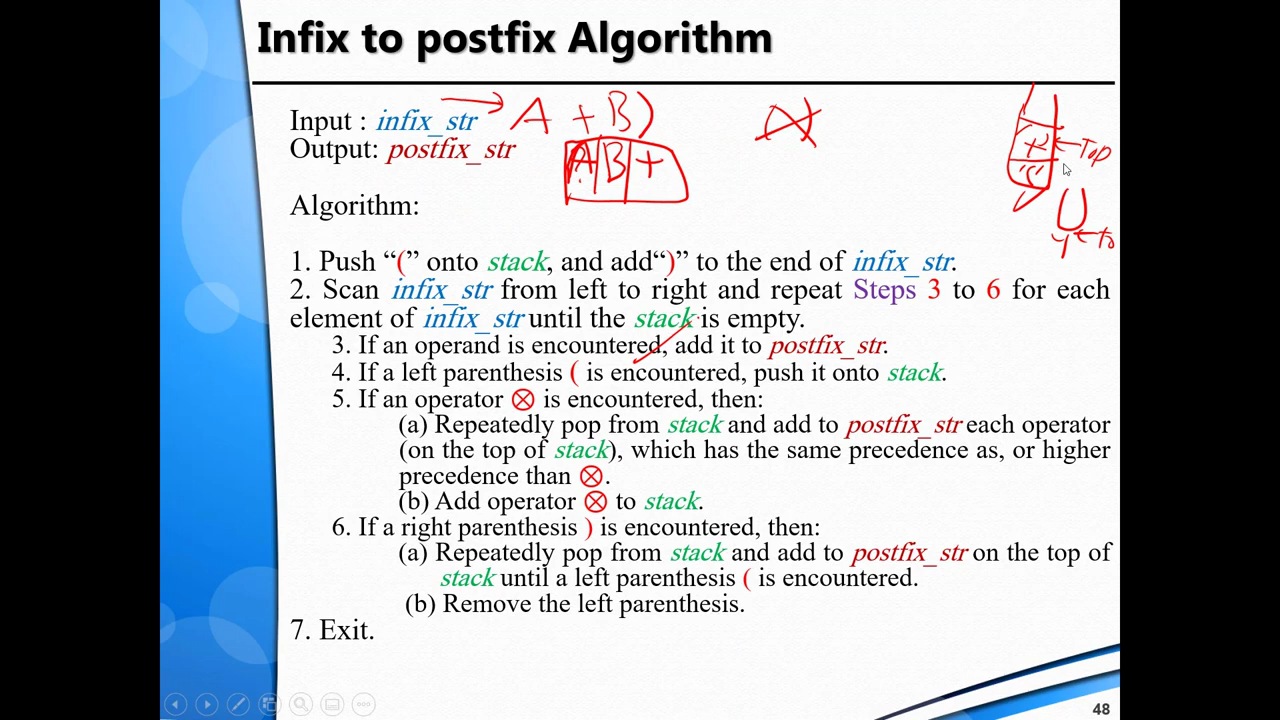 Infix to postfix Algorithm
Input : infix_str A + B)
Output: postfix_str
A B +
Top
Algorithm:
1. Push “(” onto stack, and add“)” to the end of infix_str.
2. Scan infix_str from left to right and repeat Steps 3 to 6 for each
element of infix_str until the stack is empty.
3. If an operand is encountered, add it to postfix_str.
4. If a left parenthesis ( is encountered, push it onto stack.
5. If an operator ⊗ is encountered, then:
(a) Repeatedly pop from stack and add to postfix_str each operator
(on the top of stack), which has the same precedence as, or higher
precedence than ⊗.
(b) Add operator ⊗ to stack.
6. If a right parenthesis ) is encountered, then:
(a) Repeatedly pop from stack and add to postfix_str on the top of
stack until a left parenthesis ( is encountered.
(b) Remove the left parenthesis.
7. Exit.
48